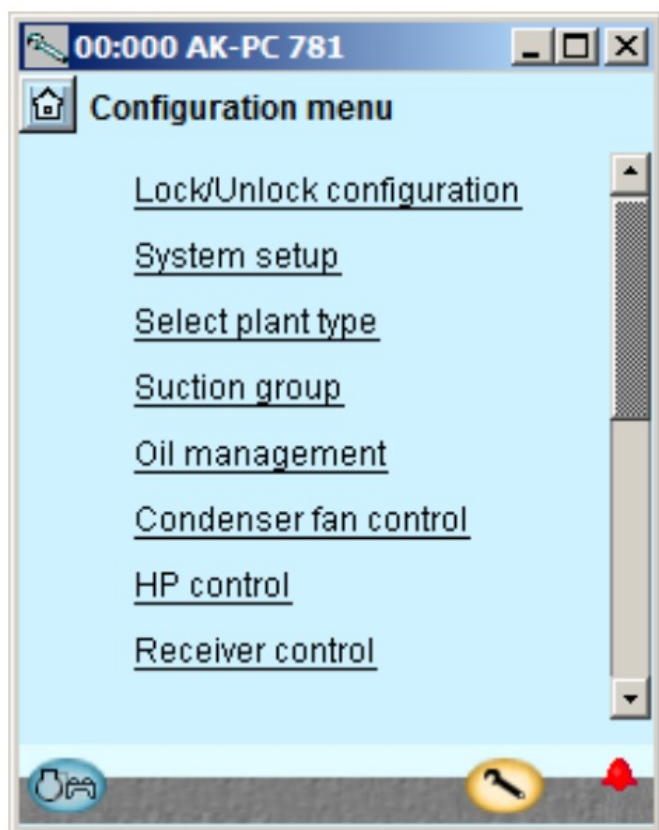 00:000 AK-PC 781
Configuration menu
Lock/Unlock configuration
System setup
Select plant type
Suction group
Oil management
Condenser fan control
HP control
Receiver control